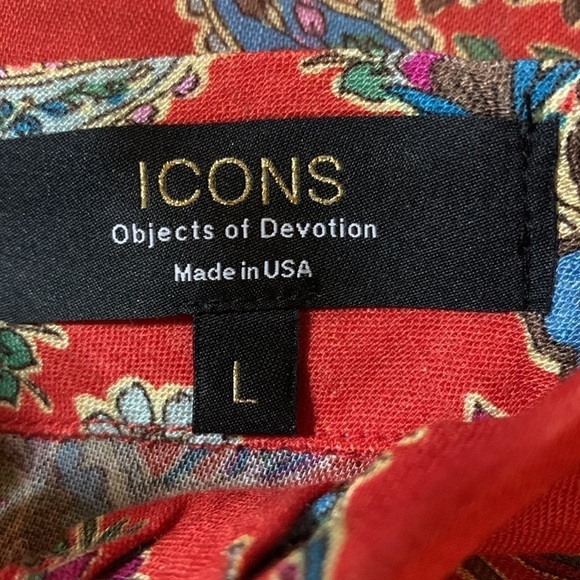 ICONS
Objects of Devotion
Made in USA
L